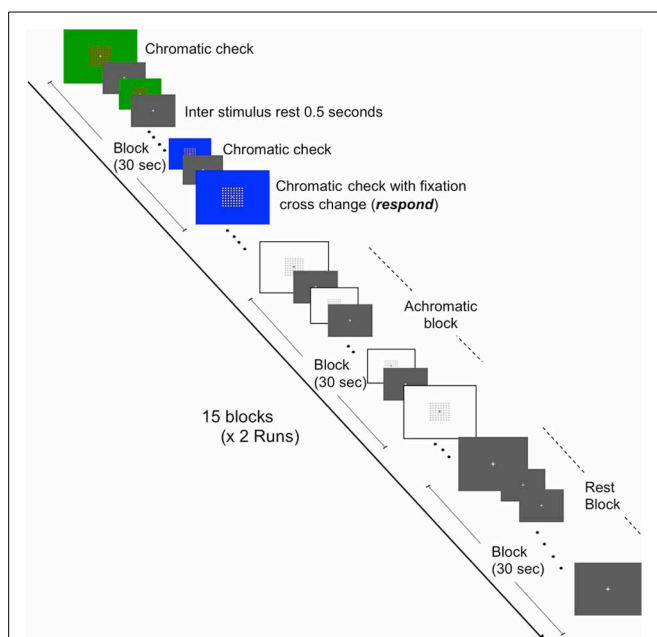 Chromatic check
Inter stimulus rest 0.5 seconds
Block
(30 sec)
Chromatic check
Chromatic check with fixation
cross change (respond)
Achromatic
block
Block
(30 sec)
15 blocks
(x 2 Runs)
Rest
Block
Block
(30 sec)